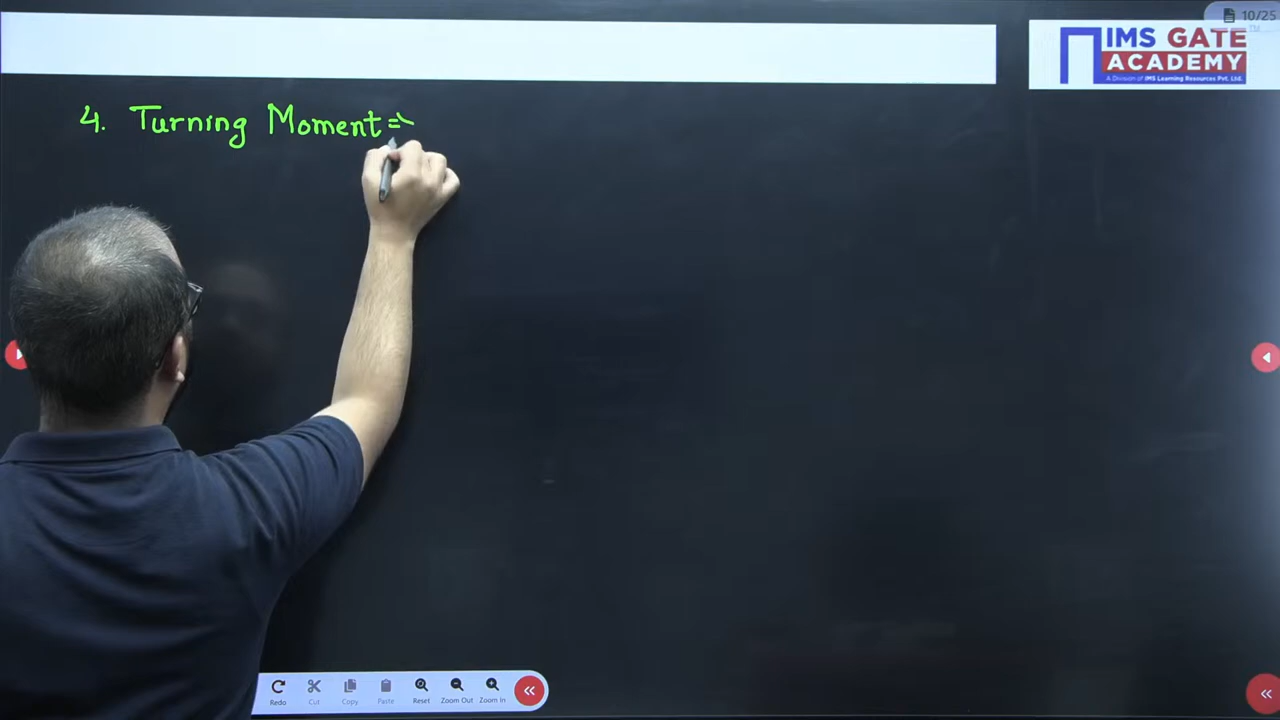 10/25
IMS GATE
ACADEMY™
A Division of IMS Learning Resources Pvt. Ltd.
4. Turning Moment =
Redo
Cut
Copy
Paste
Reset
Zoom Out
Zoom In